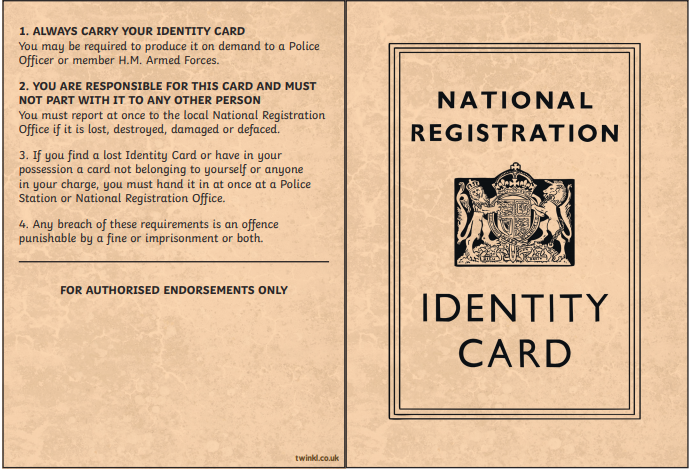 1. ALWAYS CARRY YOUR IDENTITY CARD
You may be required to produce it on demand to a Police
Officer or member H.M. Armed Forces.
2. YOU ARE RESPONSIBLE FOR THIS CARD AND MUST
NOT PART WITH IT TO ANY OTHER PERSON
You must report at once to the local National Registration
Office if it is lost, destroyed, damaged or defaced.
3. If you find a lost Identity Card or have in your
possession a card not belonging to yourself or anyone
in your charge, you must hand it in at once at a Police
Station or National Registration Office.
4. Any breach of these requirements is an offence
punishable by a fine or imprisonment or both.
FOR AUTHORISED ENDORSEMENTS ONLY
twinkl.co.uk
NATIONAL
REGISTRATION
IDENTITY
CARD